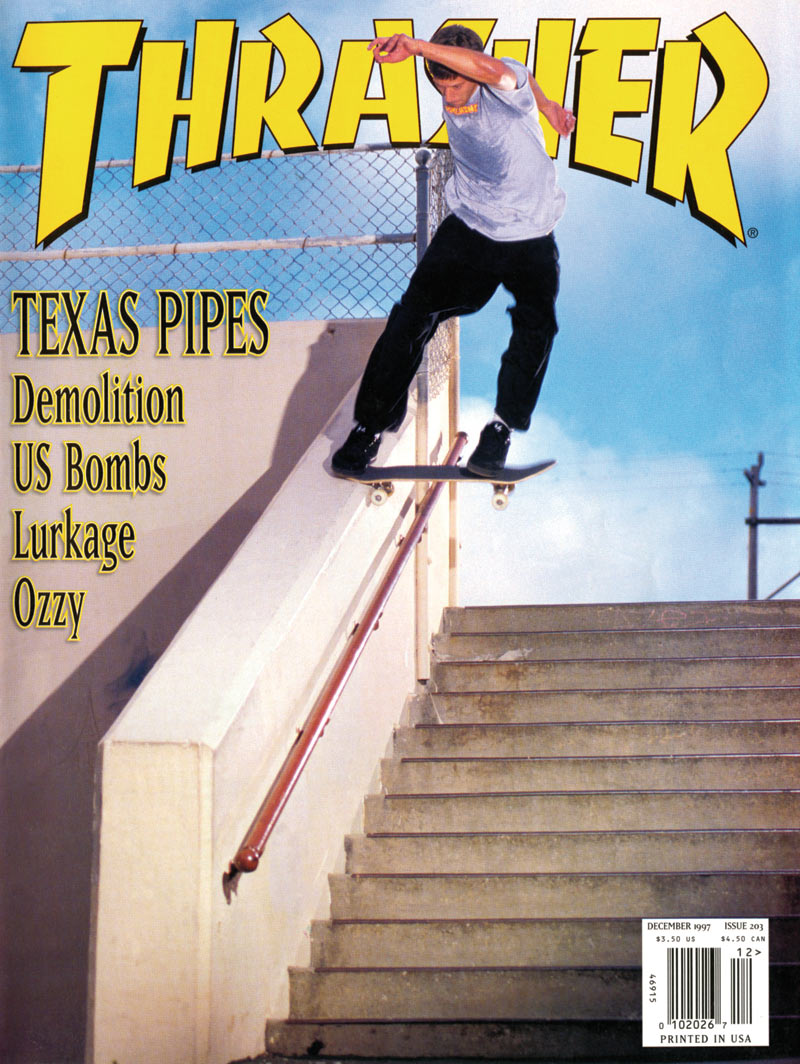 THRASHER
®
TEXAS PIPES
Demolition
US Bombs
Lurkage
Ozzy
DECEMBER 1997 ISSUE 203
$3.50 US $4.50 CAN
12>
46915
0 102026 7
PRINTED IN USA